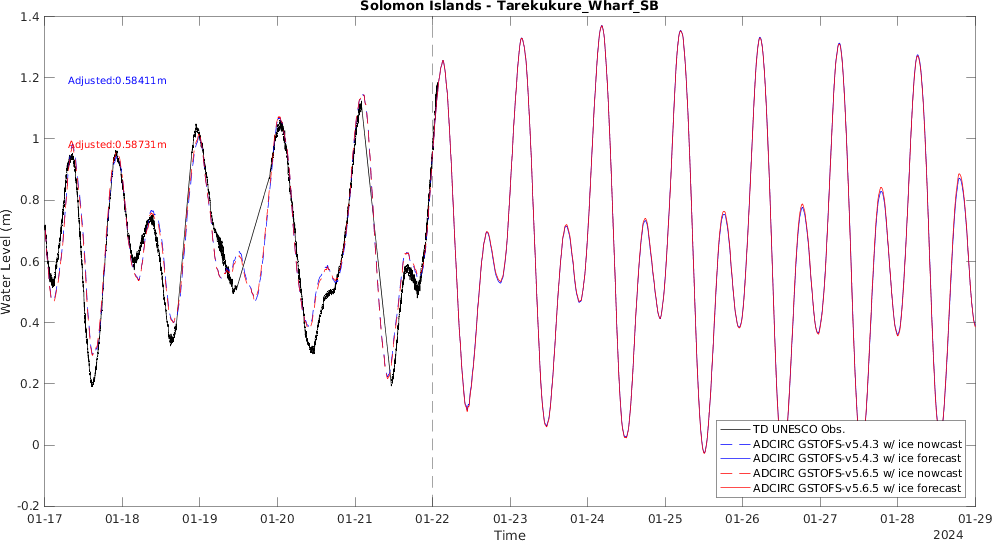 Solomon Islands - Tarekukure_Wharf_SB
1.4
1.2
1
0.8
0.6
0.4
0.2
0
-0.2
Water Level (m)
Adjusted:0.58411m
Adjusted:0.58731m
TD UNESCO Obs.
ADCIRC GSTOFS-v5.4.3 w/ ice nowcast
ADCIRC GSTOFS-v5.4.3 w/ ice forecast
ADCIRC GSTOFS-v5.6.5 w/ ice nowcast
ADCIRC GSTOFS-v5.6.5 w/ ice forecast
01-17 01-18 01-19 01-20 01-21 01-22 01-23 01-24 01-25 01-26 01-27 01-28 01-29
Time
2024